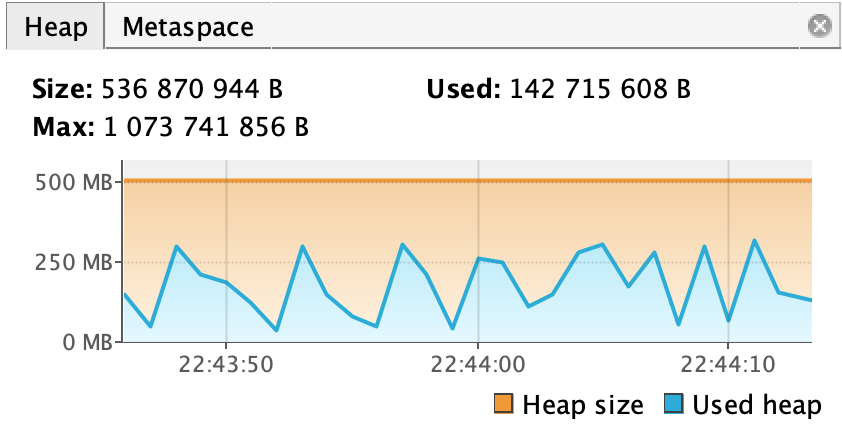 Heap Metaspace
Size: 536 870 944 B Used: 142 715 608 B
Max: 1 073 741 856 B
500 MB
250 MB
0 MB
22:43:50 22:44:00 22:44:10
Heap size Used heap